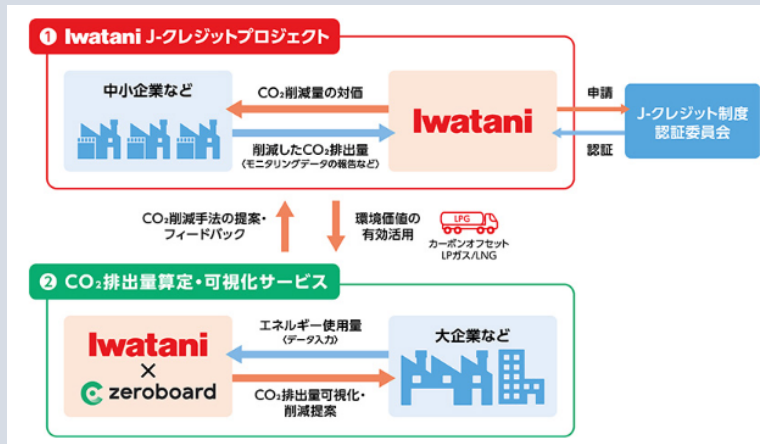 ❶ Iwatani J-クレジットプロジェクト
中小企業など
CO₂削減量の対価
Iwatani
申請
J-クレジット制度
認証委員会
削減したCO₂排出量
〈モニタリングデータの報告など〉
認証
CO₂削減手法の提案・
フィードバック
環境価値の
有効活用
LPG
カーボンオフセット
LPガス/LNG
❷ CO₂排出量算定・可視化サービス
Iwatani
×
zeroboard
エネルギー使用量
〈データ入力〉
大企業など
CO₂排出量可視化・
削減提案